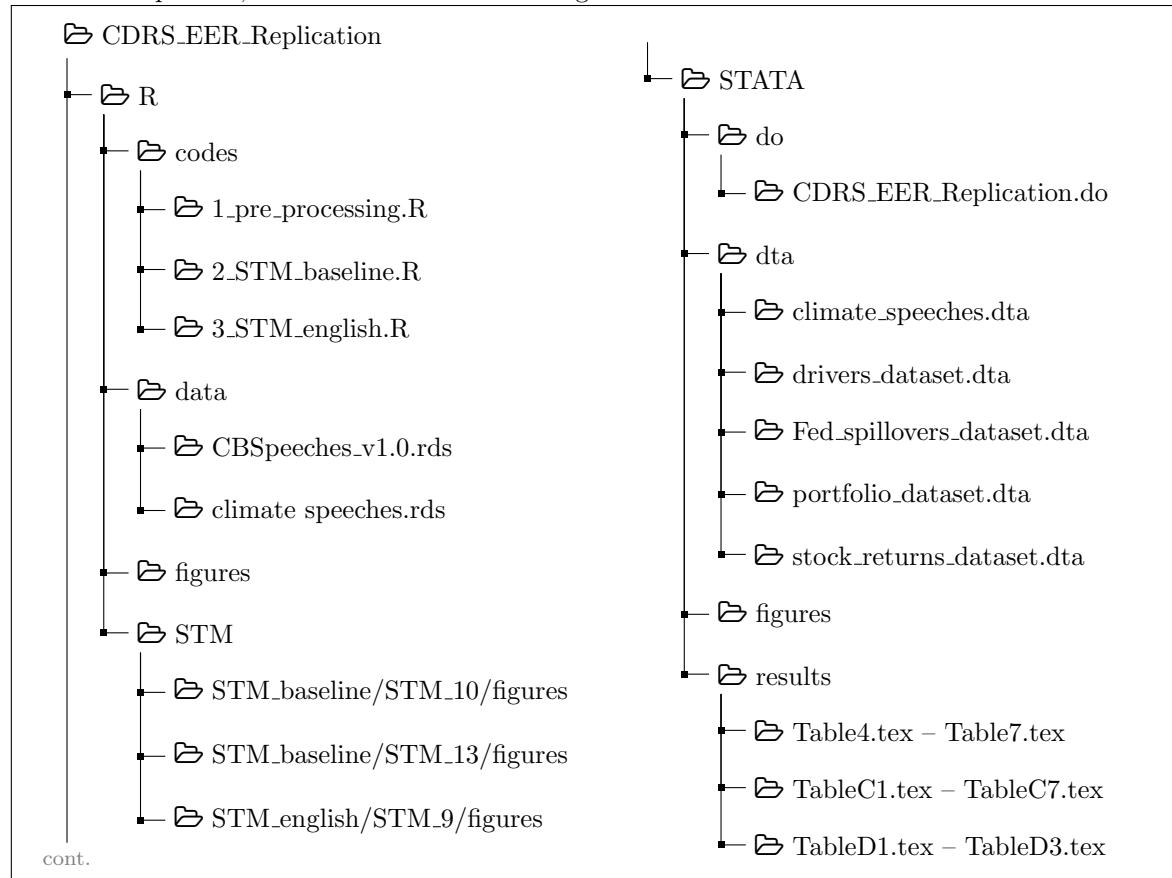 CDRS_EER_Replication
R
codes
1_pre_processing.R
2_STM_baseline.R
3_STM_english.R
data
CBSpeeches_v1.0.rds
climate speeches.rds
figures
STM
STM_baseline/STM_10/figures
STM_baseline/STM_13/figures
STM_english/STM_9/figures
cont.
STATA
do
CDRS_EER_Replication.do
dta
climate_speeches.dta
drivers_dataset.dta
Fed_spillovers_dataset.dta
portfolio_dataset.dta
stock_returns_dataset.dta
figures
results
Table4.tex – Table7.tex
TableC1.tex – TableC7.tex
TableD1.tex – TableD3.tex